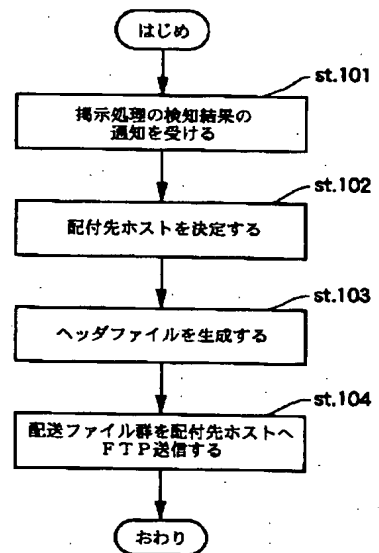 はじめ
st.101
掲示処理の検知結果の
通知を受ける
st.102
配付先ホストを決定する
st.103
ヘッダファイルを生成する
st.104
配送ファイル群を配付先ホストへ
ＦＴＰ送信する
おわり